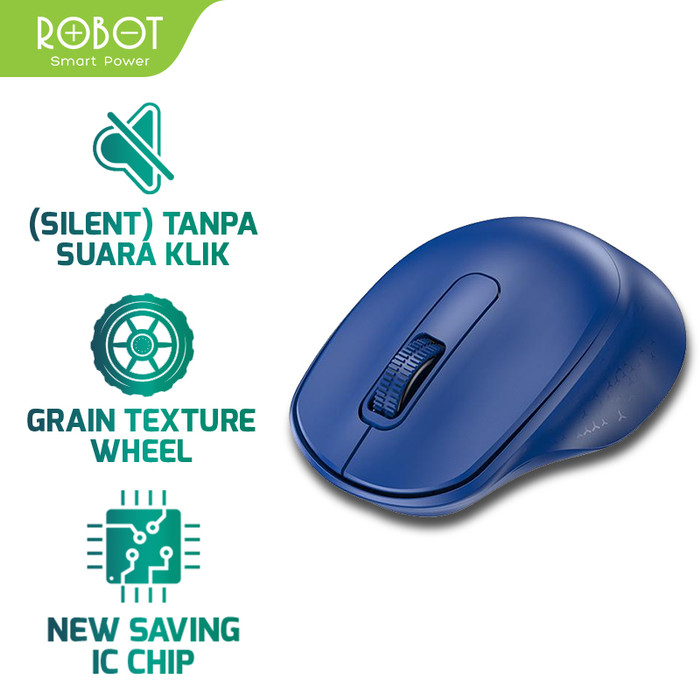 ROBOT
Smart Power
(SILENT) TANPA
SUARA KLIK
GRAIN TEXTURE
WHEEL
NEW SAVING
IC CHIP